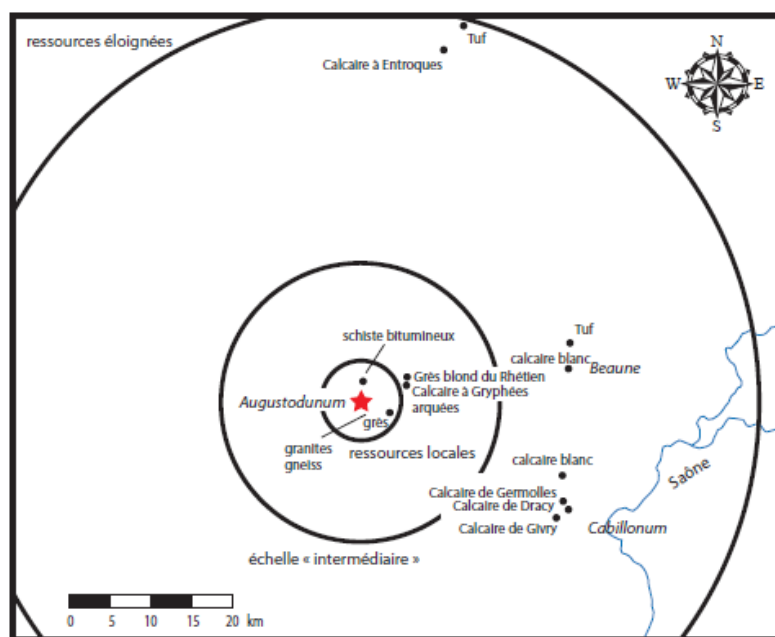 ressources éloignées
Tuf
Calcaire à Entroques
N
W
E
S
schiste bitumineux
Tuf
calcaire blanc
Beaune
Grès blond du Rhétien
Calcaire à Gryphées
arquées
Augustodunum
grès
granites
gneiss
ressources locales
calcaire blanc
Saône
Calcaire de Germolles
Calcaire de Dracy
Calcaire de Givry
Cabillonum
échelle « intermédiaire »
0 5 10 15 20 km